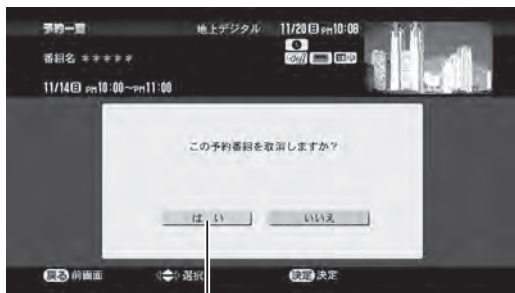 予約一覧 地上デジタル 11/20日 PM10:08
番組名 *****
11/14日 PM10:00~PM11:00
この予約番組を取消しますか?
はい いいえ
戻る 前画面 選択 決定 決定